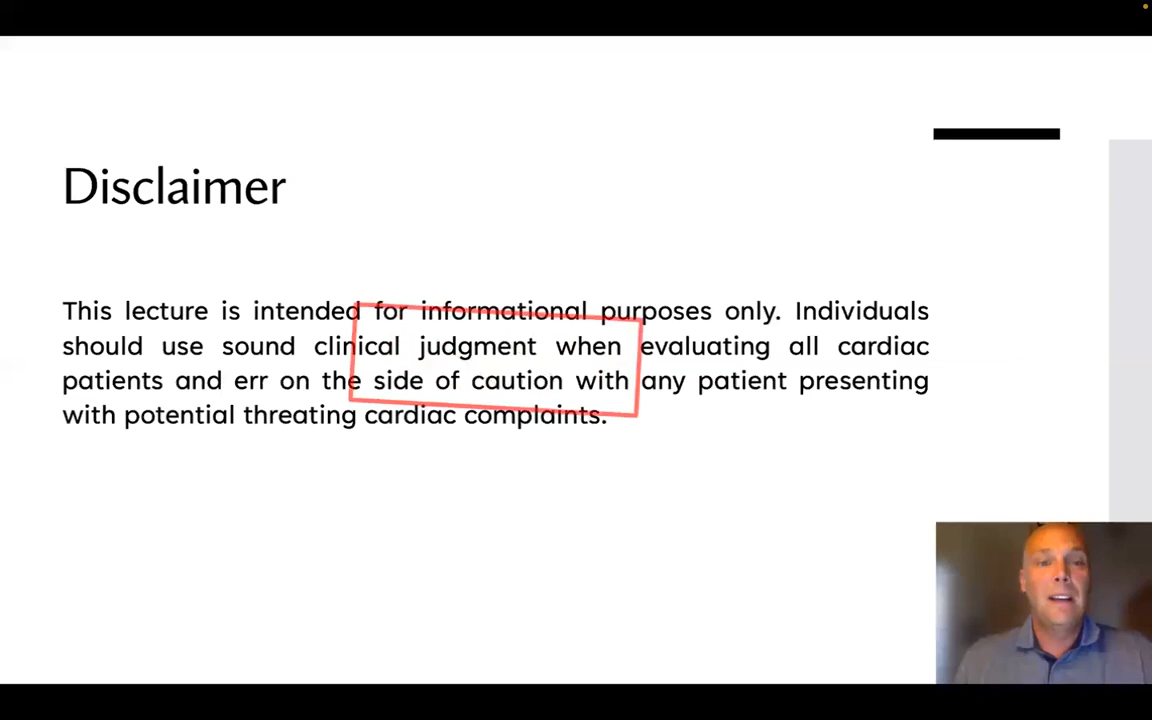 Disclaimer
This lecture is intended for informational purposes only. Individuals
should use sound clinical judgment when evaluating all cardiac
patients and err on the side of caution with any patient presenting
with potential threating cardiac complaints.